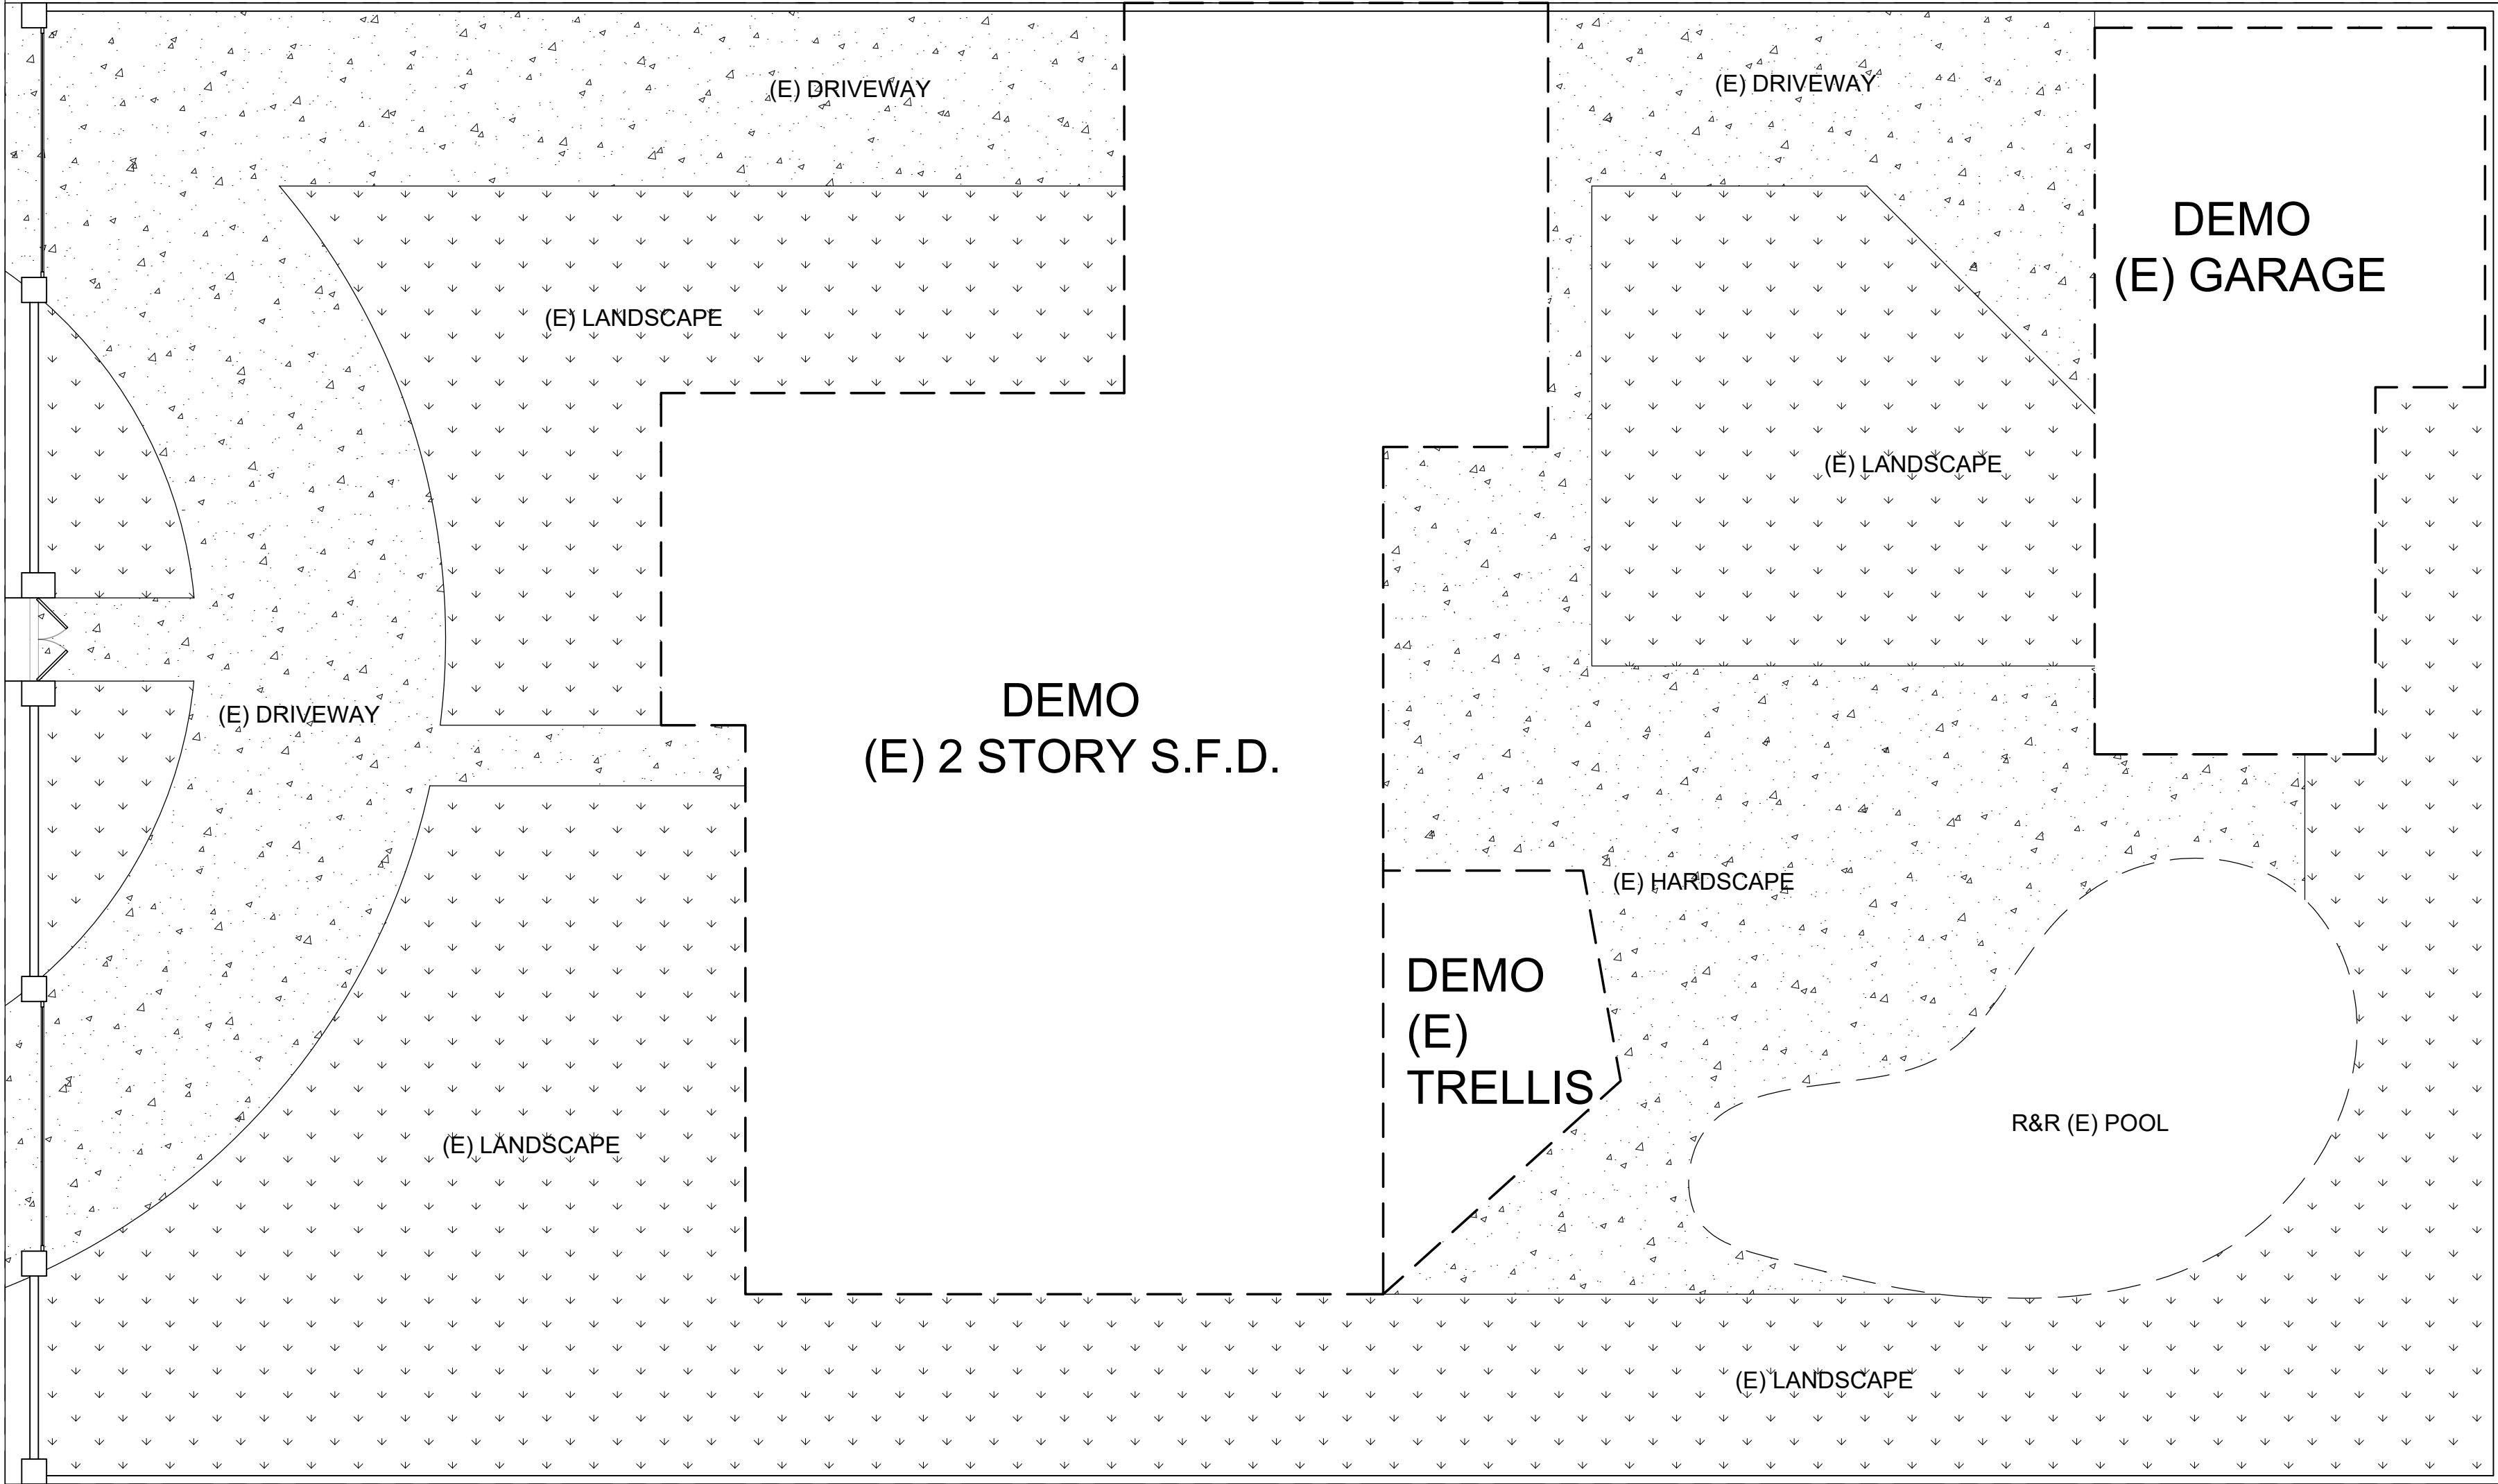 (E) DRIVEWAY
(E) DRIVEWAY
DEMO
(E) GARAGE
(E) LANDSCAPE
(E) LANDSCAPE
(E) DRIVEWAY
DEMO
(E) 2 STORY S.F.D.
(E) HARDSCAPE
DEMO
(E)
TRELLIS
R&R (E) POOL
(E) LANDSCAPE
(E) LANDSCAPE